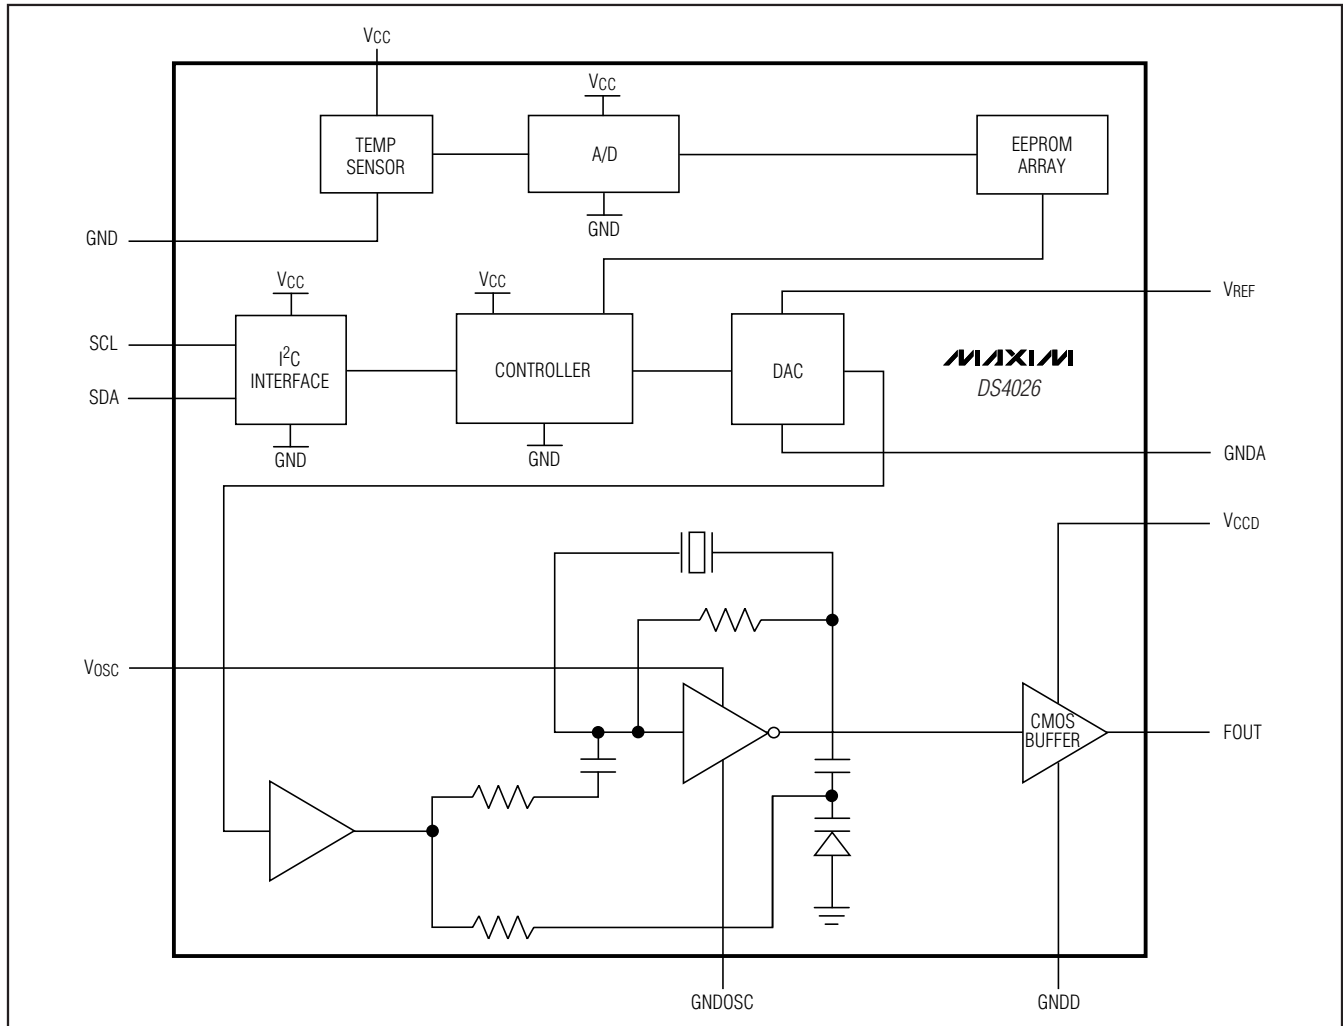 VCC
VCC
TEMP
SENSOR
A/D
EEPROM
ARRAY
GND
GND
VCC
VCC
VREF
SCL
I²C
INTERFACE
CONTROLLER
DAC
MAXIM
DS4026
SDA
GND
GND
GNDA
VCCD
VOSC
CMOS
BUFFER
FOUT
GNDOSC
GNDD